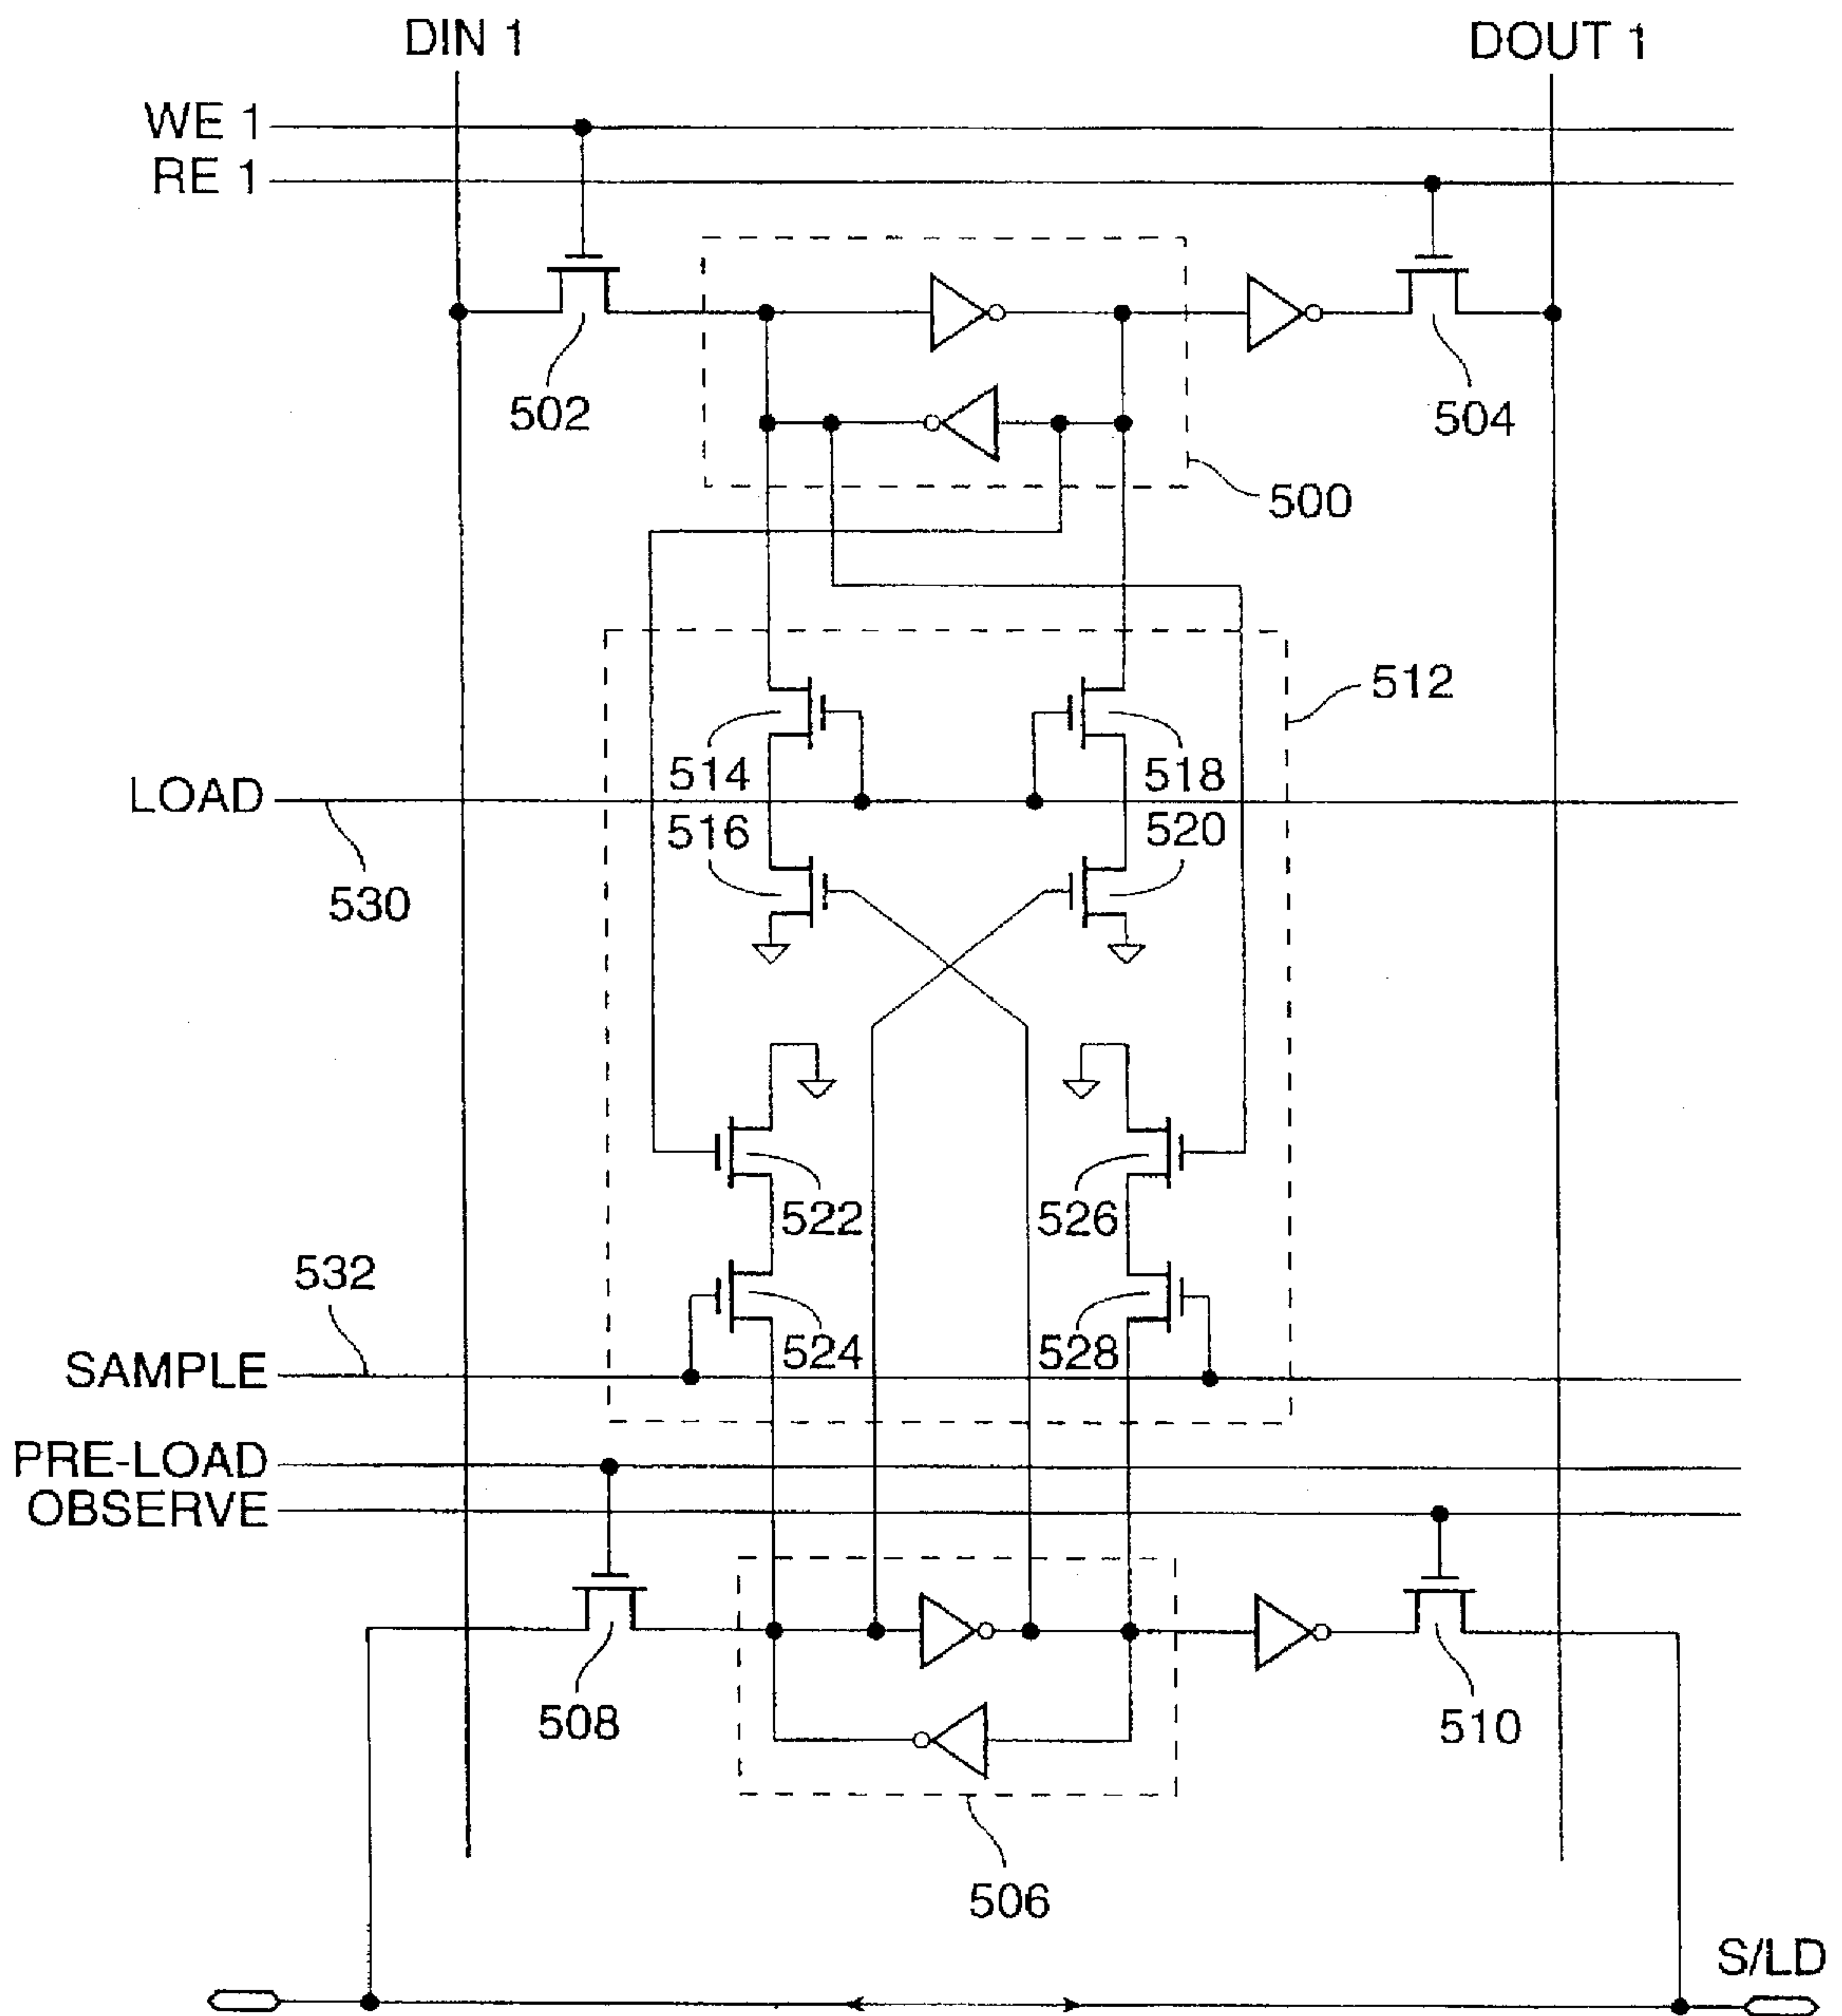 DIN 1
DOUT 1
WE 1
RE 1
502
504
500
512
514
518
LOAD
516
520
530
522
526
532
524
528
SAMPLE
PRE-LOAD
OBSERVE
508
510
506
S/LD